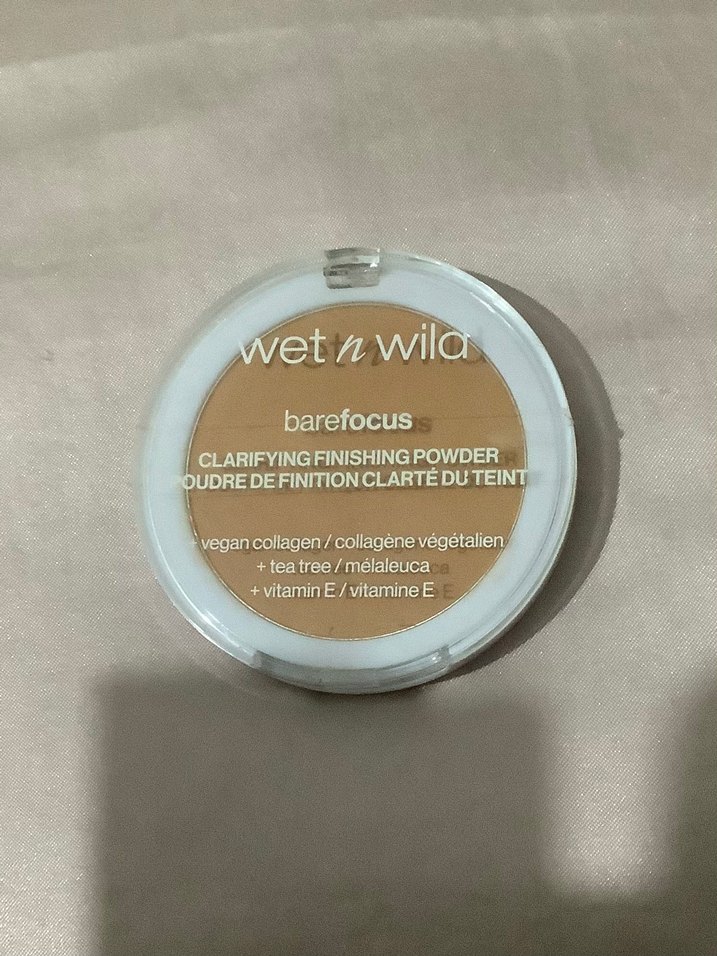 wet n wild
barefocus
CLARIFYING FINISHING POWDER
POUDRE DE FINITION CLARTÉ DU TEINT
+ vegan collagen / collagène végétalien
+ tea tree / mélaleuca
+ vitamin E / vitamine E